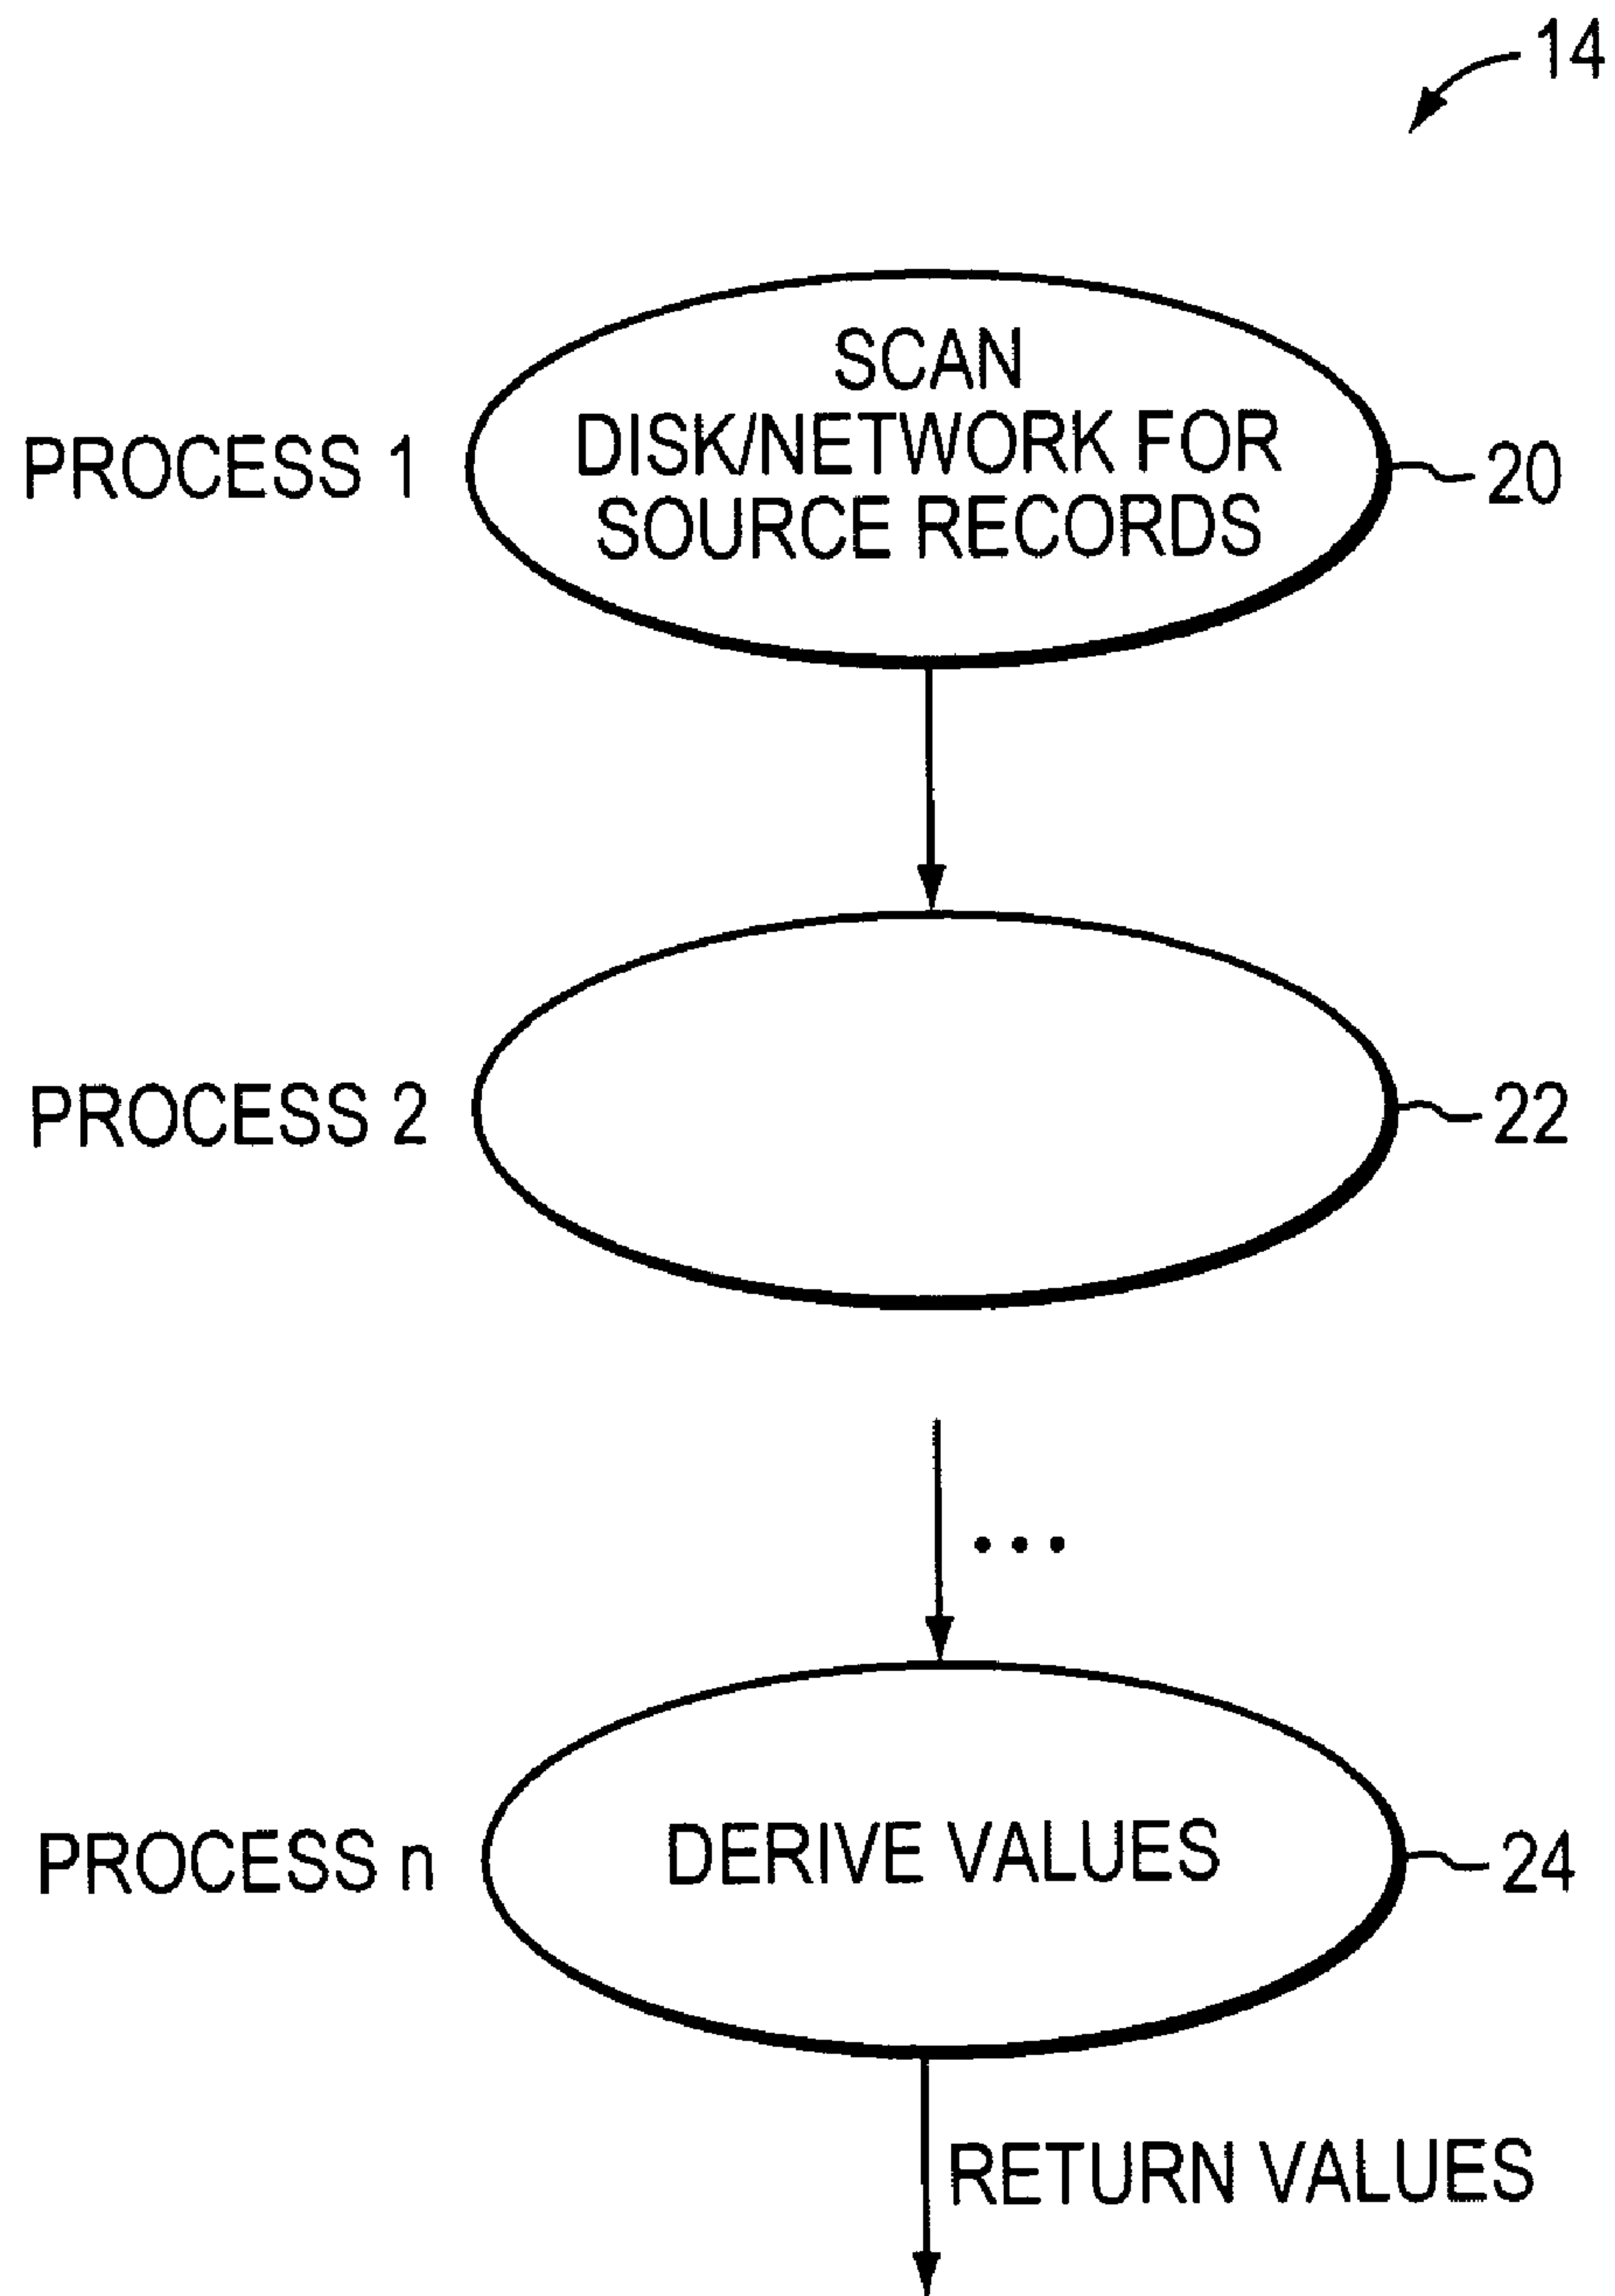 14
SCAN
DISK/NETWORK FOR
SOURCE RECORDS
PROCESS 1
20
PROCESS 2
22
...
PROCESS n
DERIVE VALUES
24
RETURN VALUES